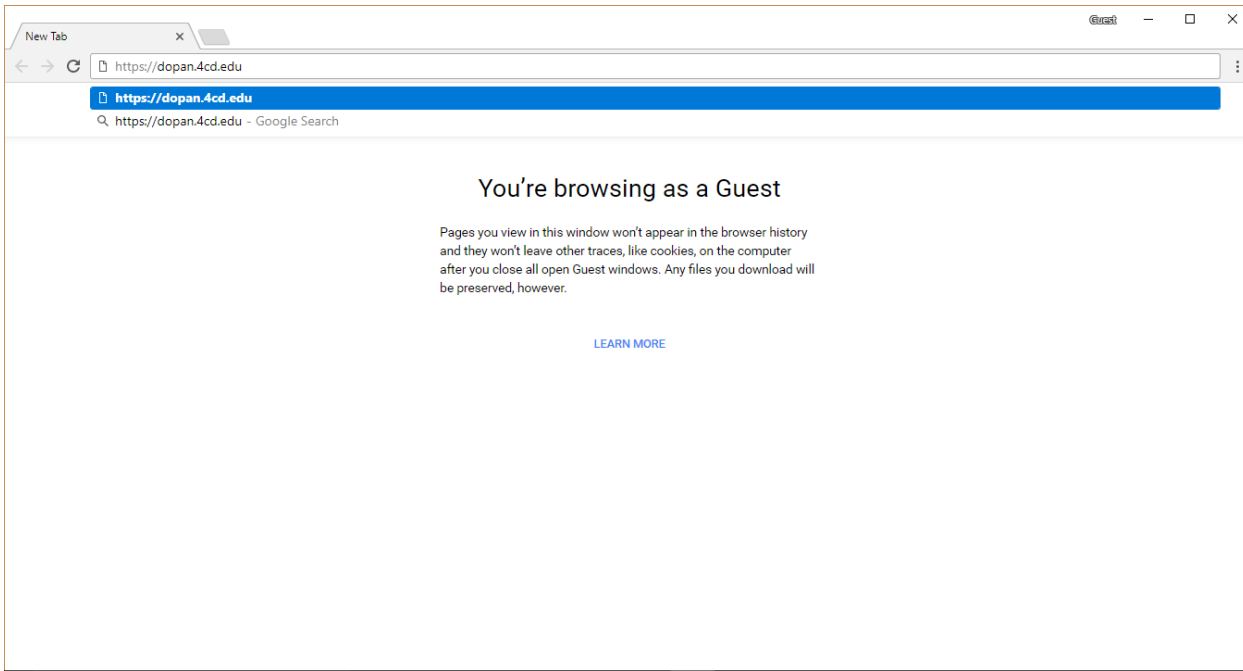 Guest
New Tab
https://dopan.4cd.edu
https://dopan.4cd.edu
https://dopan.4cd.edu - Google Search
You’re browsing as a Guest
Pages you view in this window won’t appear in the browser history
and they won’t leave other traces, like cookies, on the computer
after you close all open Guest windows. Any files you download will
be preserved, however.
LEARN MORE